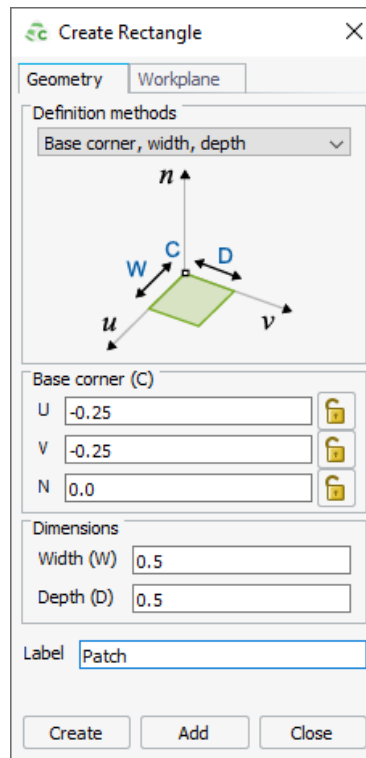 Create Rectangle
Geometry Workplane
Definition methods
Base corner, width, depth
n
C
W D
u v
Base corner (C)
U -0.25
V -0.25
N 0.0
Dimensions
Width (W) 0.5
Depth (D) 0.5
Label Patch
Create Add Close